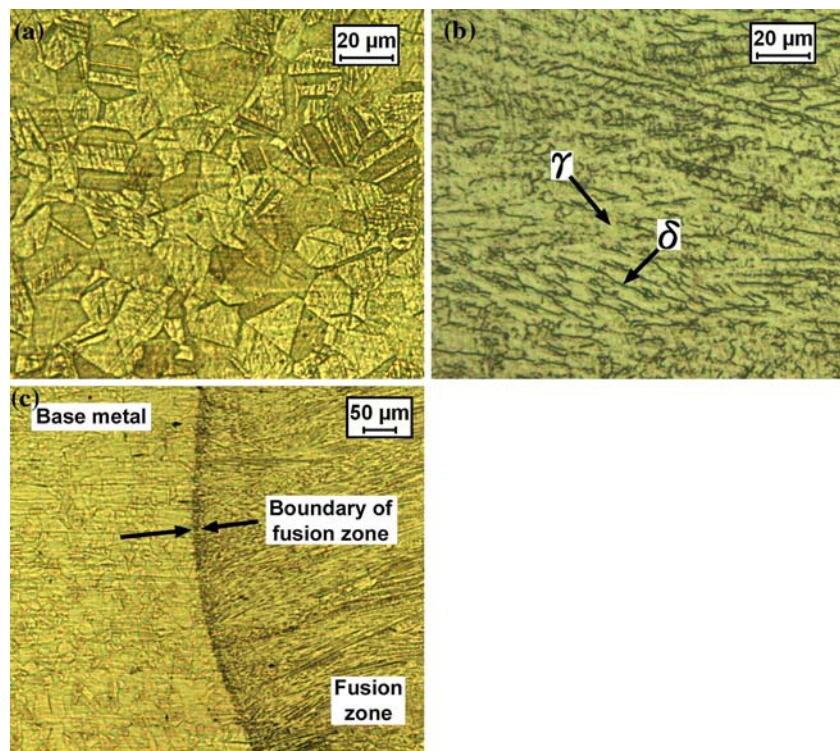 (a)
20 µm
(b)
20 µm
γ
δ
(c)
Base metal
50 µm
Boundary of
fusion zone
Fusion
zone